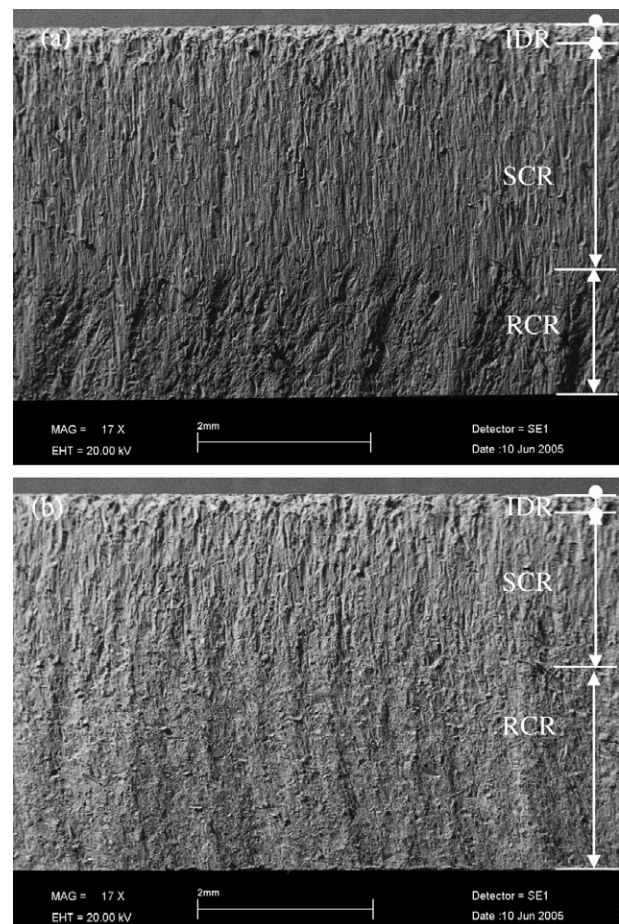 (a)
IDR
SCR
RCR
MAG = 17 X
2mm
Detector = SE1
EHT = 20.00 kV
Date :10 Jun 2005
(b)
IDR
SCR
RCR
MAG = 17 X
2mm
Detector = SE1
EHT = 20.00 kV
Date :10 Jun 2005